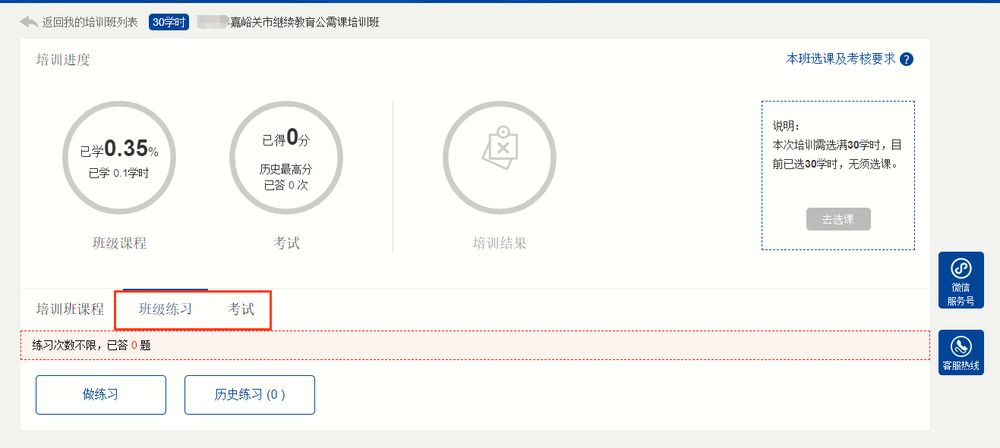 返回我的培训班列表 30学时 嘉峪关市继续教育公需课培训班
培训进度
本班选课及考核要求 ?
已学0.35%
已学 0.1学时
班级课程
已得0分
历史最高分
已答 0 次
考试
培训结果
说明：
本次培训需选满30学时，目
前已选30学时，无须选课。
去选课
微信
服务号
客服热线
培训班课程 班级练习 考试
练习次数不限，已答 0 题
做练习 历史练习 (0 )